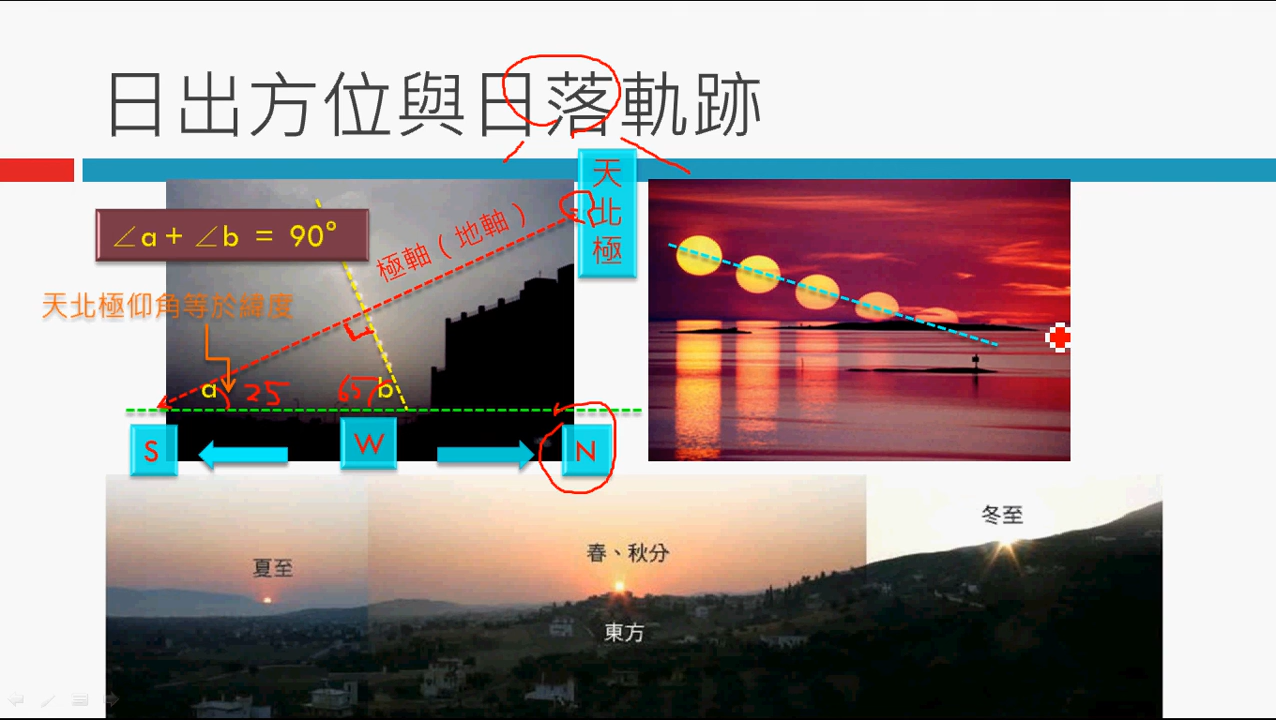 日出方位與日落軌跡
天北極
∠a + ∠b = 90°
極軸（地軸）
天北極仰角等於緯度
a 25 65 b
S W N
夏至
春、秋分
冬至
東方